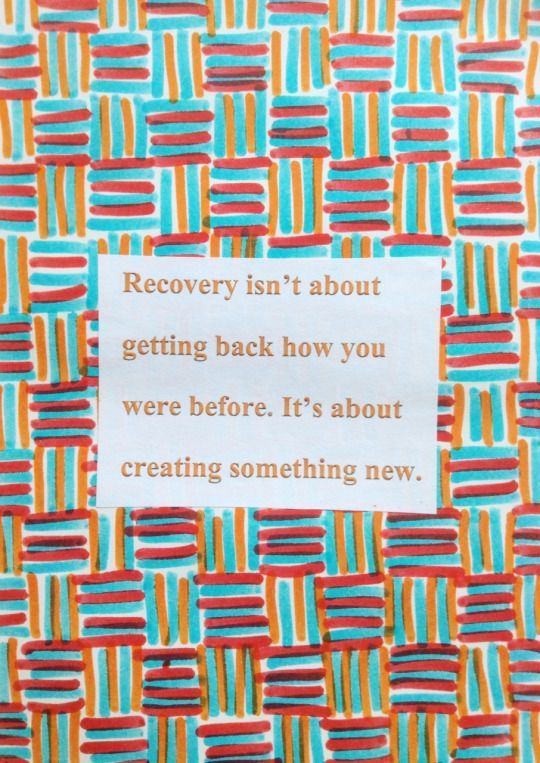 Recovery isn’t about
getting back how you
were before. It’s about
creating something new.